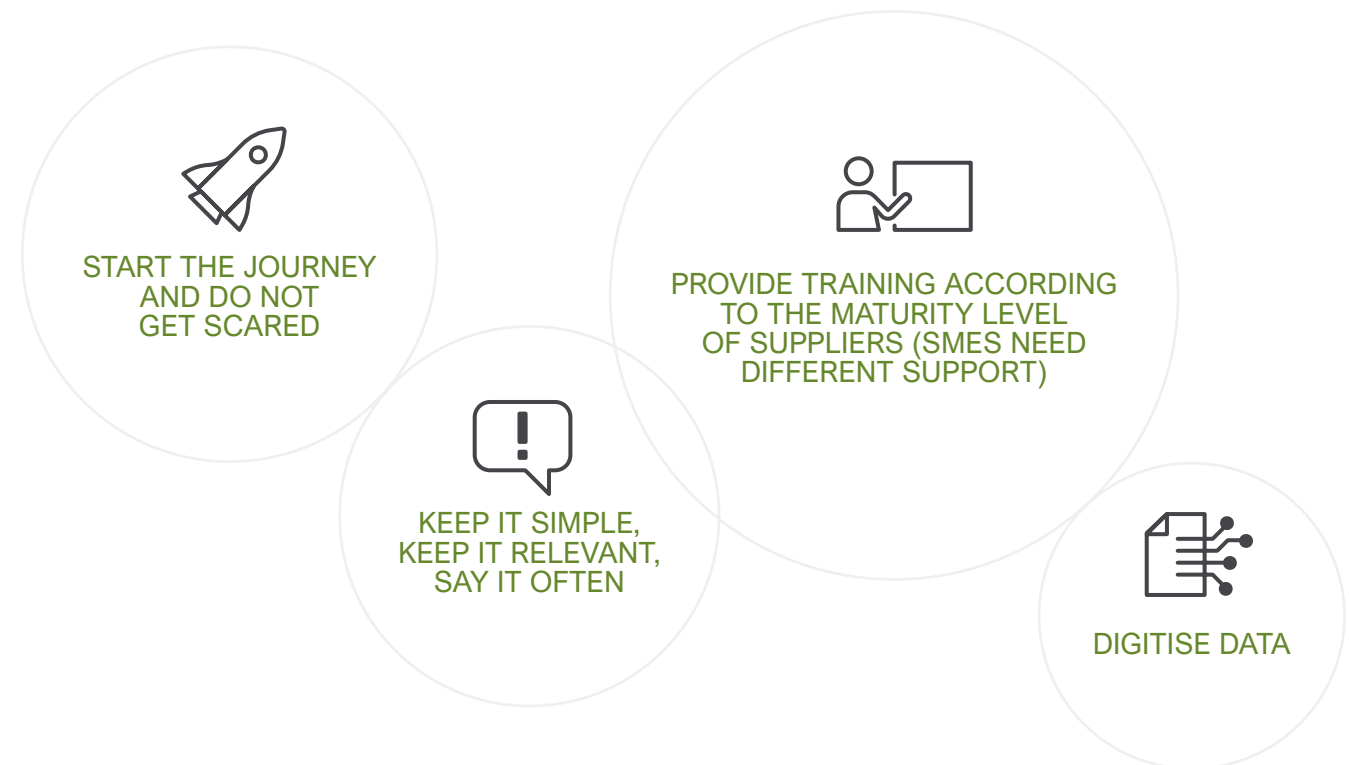 START THE JOURNEY
AND DO NOT
GET SCARED
KEEP IT SIMPLE,
KEEP IT RELEVANT,
SAY IT OFTEN
PROVIDE TRAINING ACCORDING
TO THE MATURITY LEVEL
OF SUPPLIERS (SMES NEED
DIFFERENT SUPPORT)
DIGITISE DATA